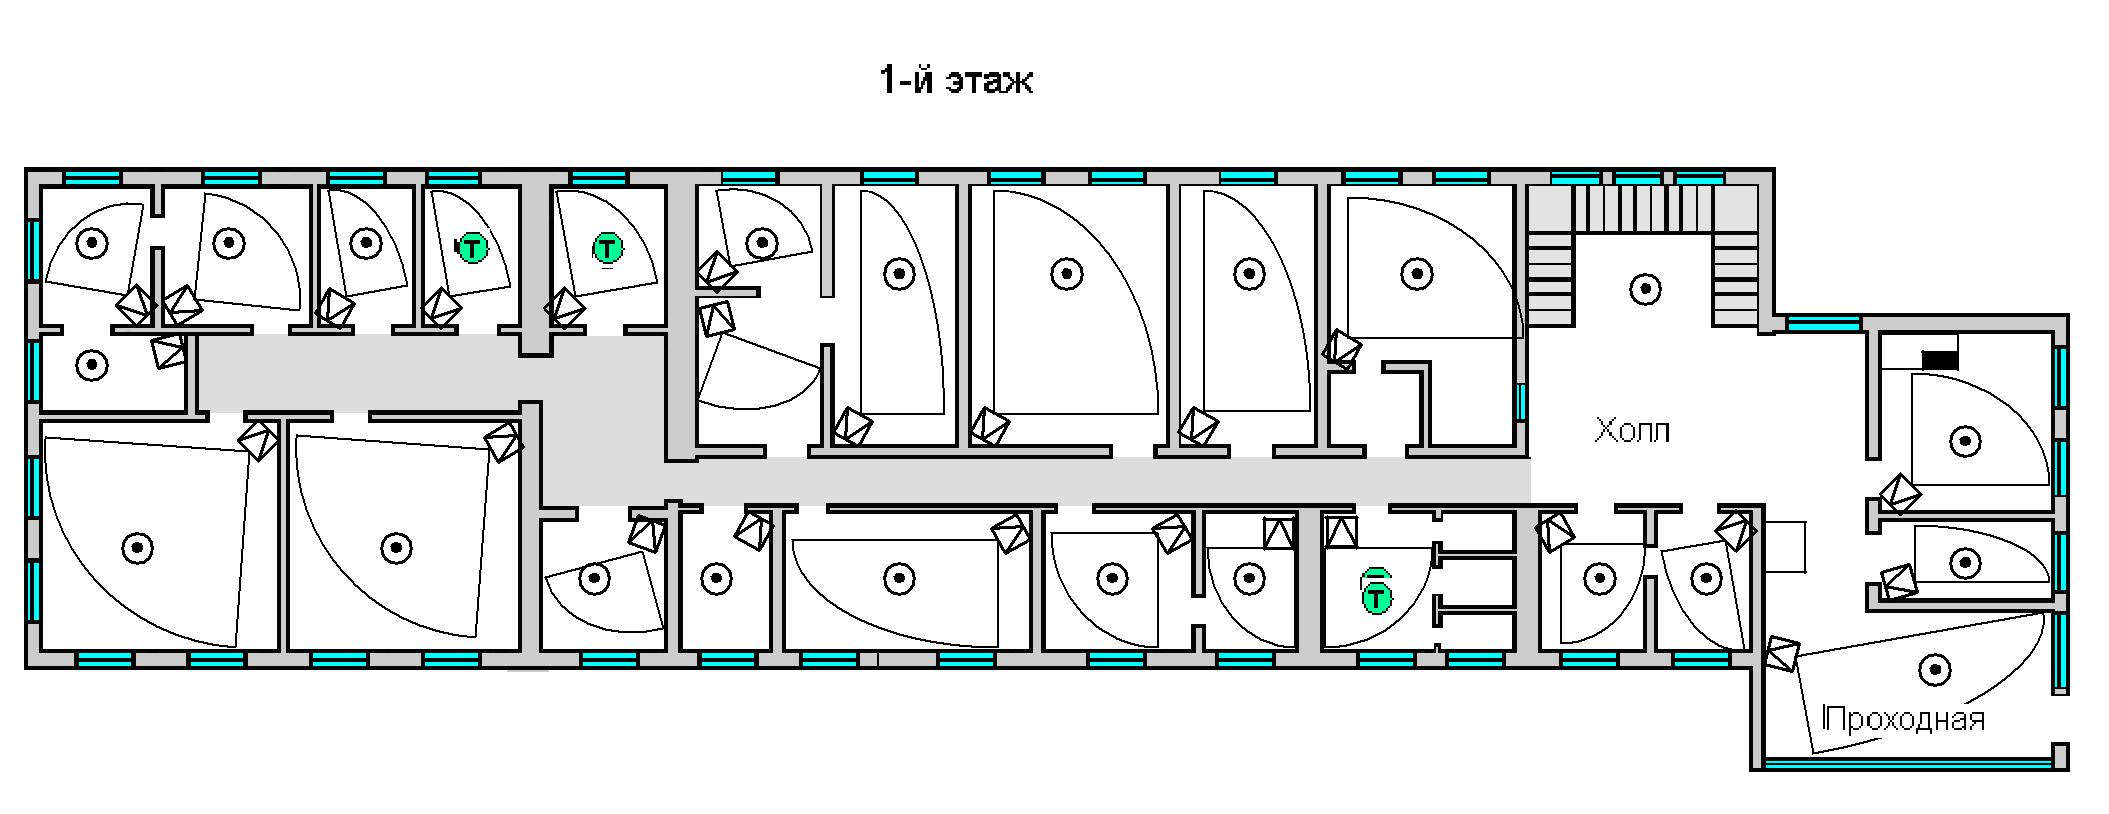 1-й этаж
T
T
Холл
T
Проходная